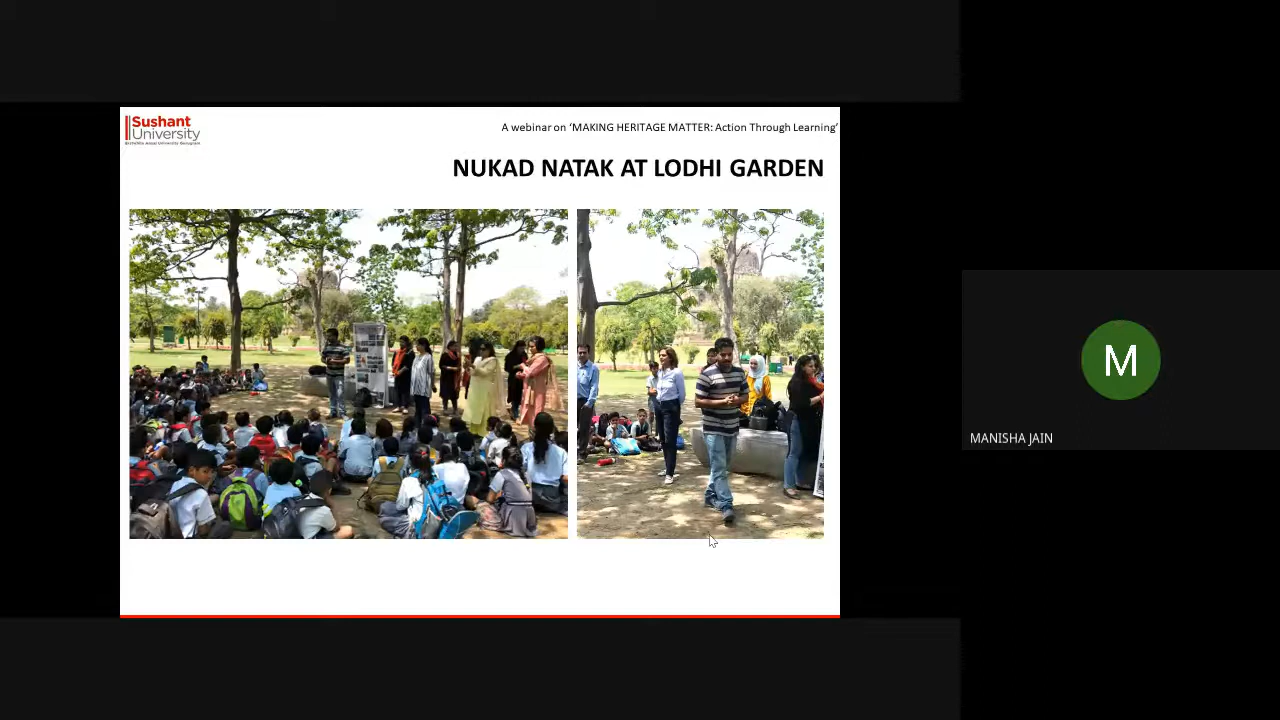 Sushant
University
A webinar on ‘MAKING HERITAGE MATTER: Action Through Learning’
NUKAD NATAK AT LODHI GARDEN
M
MANISHA JAIN